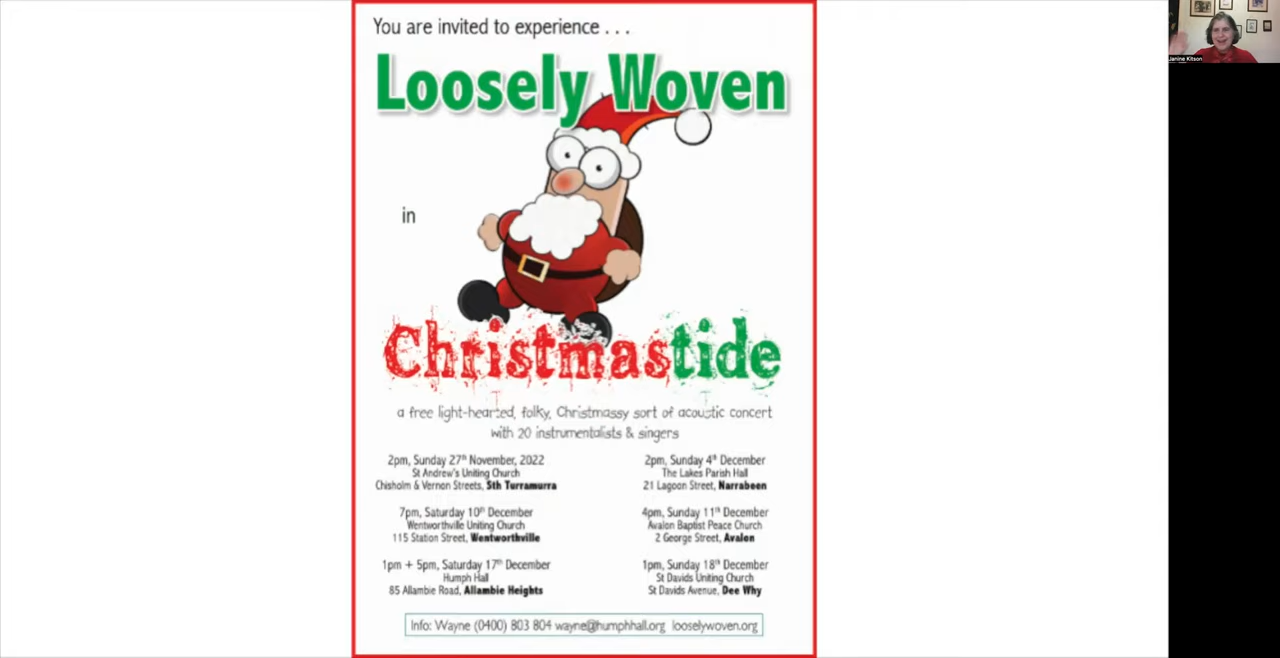 You are invited to experience . . .
Loosely Woven
in
Christmastide
a free light-hearted, folky, Christmassy sort of acoustic concert
with 20 instrumentalists & singers
2pm, Sunday 27th November, 2022
St Andrew's Uniting Church
Chisholm & Vernon Streets, Sth Turramurra
2pm, Sunday 4th December
The Lakes Parish Hall
21 Lagoon Street, Narrabeen
7pm, Saturday 10th December
Wentworthville Uniting Church
115 Station Street, Wentworthville
4pm, Sunday 11th December
Avalon Baptist Peace Church
2 George Street, Avalon
1pm + 5pm, Saturday 17th December
Humph Hall
85 Allambie Road, Allambie Heights
1pm, Sunday 18th December
St Davids Uniting Church
St Davids Avenue, Dee Why
Info: Wayne (0400) 803 804 wayne@humphhall.org looselywoven.org
Janine Kitson